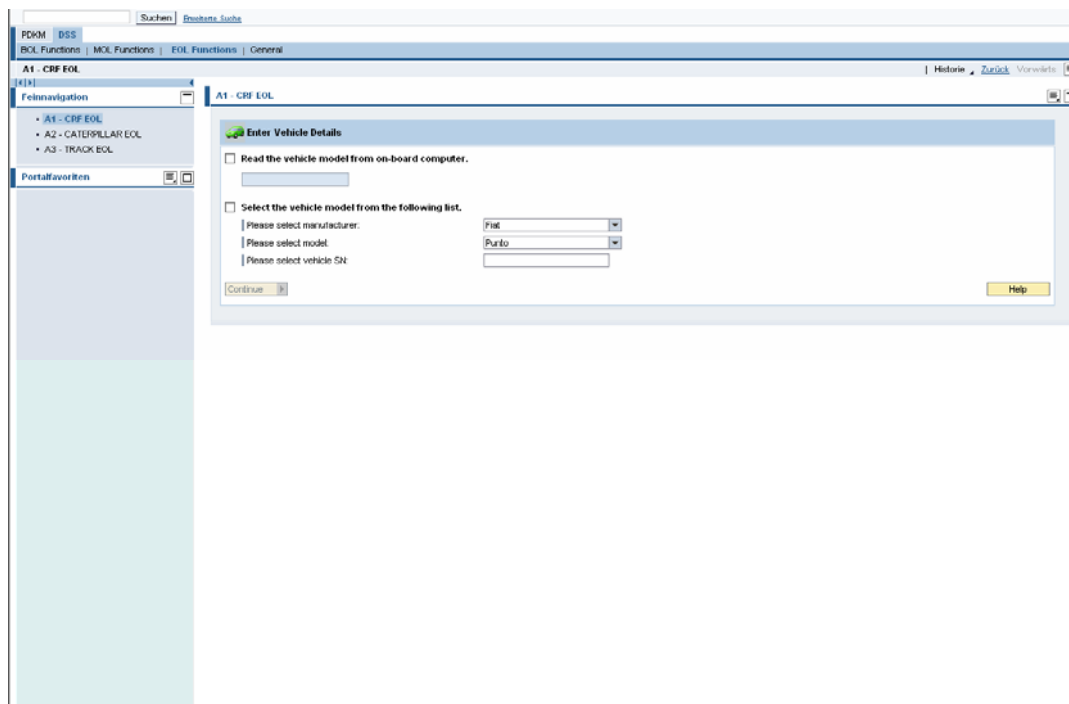 Suchen Erweiterte Suche
PDKM DSS
BOL Functions | MOL Functions | EOL Functions | General
A1 - CRF EOL | Historie Zurück Vorwärts
Feinnavigation
A1 - CRF EOL
• A1 - CRF EOL
• A2 - CATERPILLAR EOL
• A3 - TRACK EOL
Portalfavoriten
Enter Vehicle Details
Read the vehicle model from on-board computer.
Select the vehicle model from the following list.
Please select manufacturer: Fiat
Please select model: Punto
Please select vehicle SN:
Continue Help